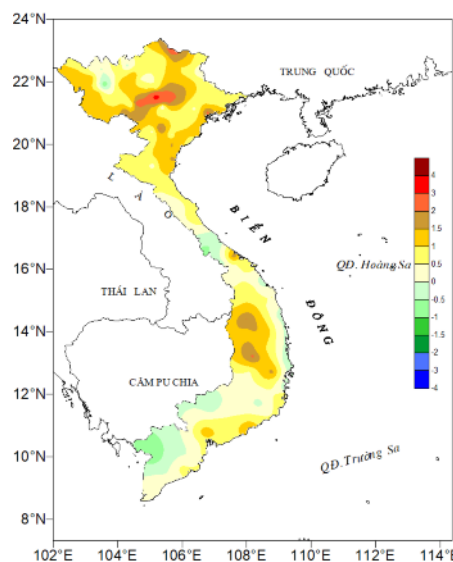 24°N
22°N
20°N
18°N
16°N
14°N
12°N
10°N
8°N
102°E 104°E 106°E 108°E 110°E 112°E 114°E
TRUNG QUỐC
LÀO
BIỂN
ĐÔNG
QĐ. Hoàng Sa
THÁI LAN
CĂM PU CHIA
QĐ. Trường Sa
4
3
2
1.5
1
0.5
0
-0.5
-1
-1.5
-2
-3
-4